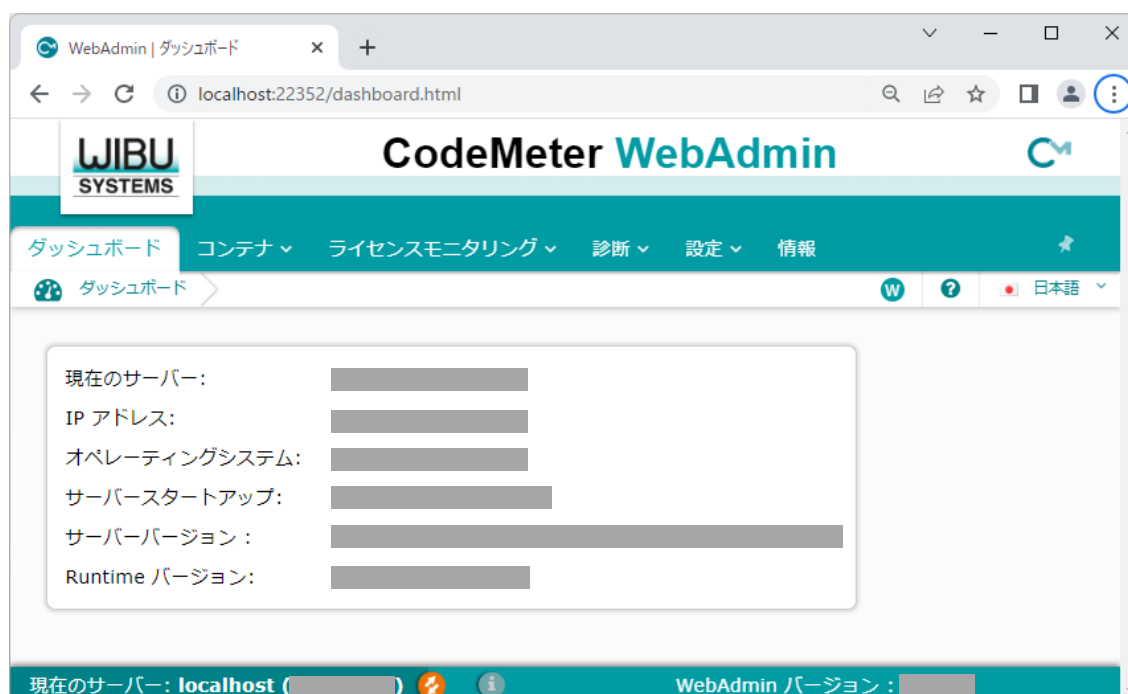 WebAdmin | ダッシュボード
localhost:22352/dashboard.html
WIBU
SYSTEMS
CodeMeter WebAdmin
ダッシュボード コンテナ ライセンスモニタリング 診断 設定 情報
ダッシュボード W ? 日本語
現在のサーバー:
IP アドレス:
オペレーティングシステム:
サーバースタートアップ:
サーバーバージョン :
Runtime バージョン:
現在のサーバー: localhost ( ) WebAdmin バージョン :